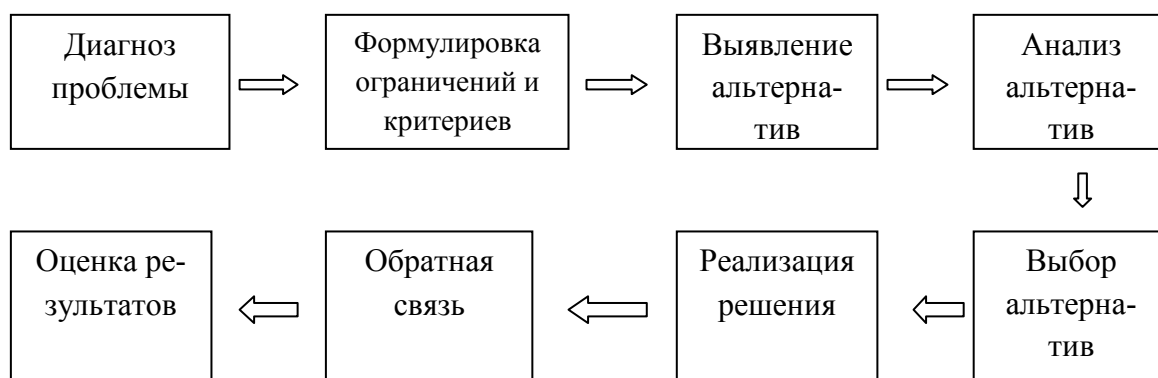 Диагноз
проблемы
Формулировка
ограничений и
критериев
Выявление
альтерна-
тив
Анализ
альтерна-
тив
Оценка ре-
зультатов
Обратная
связь
Реализация
решения
Выбор
альтерна-
тив